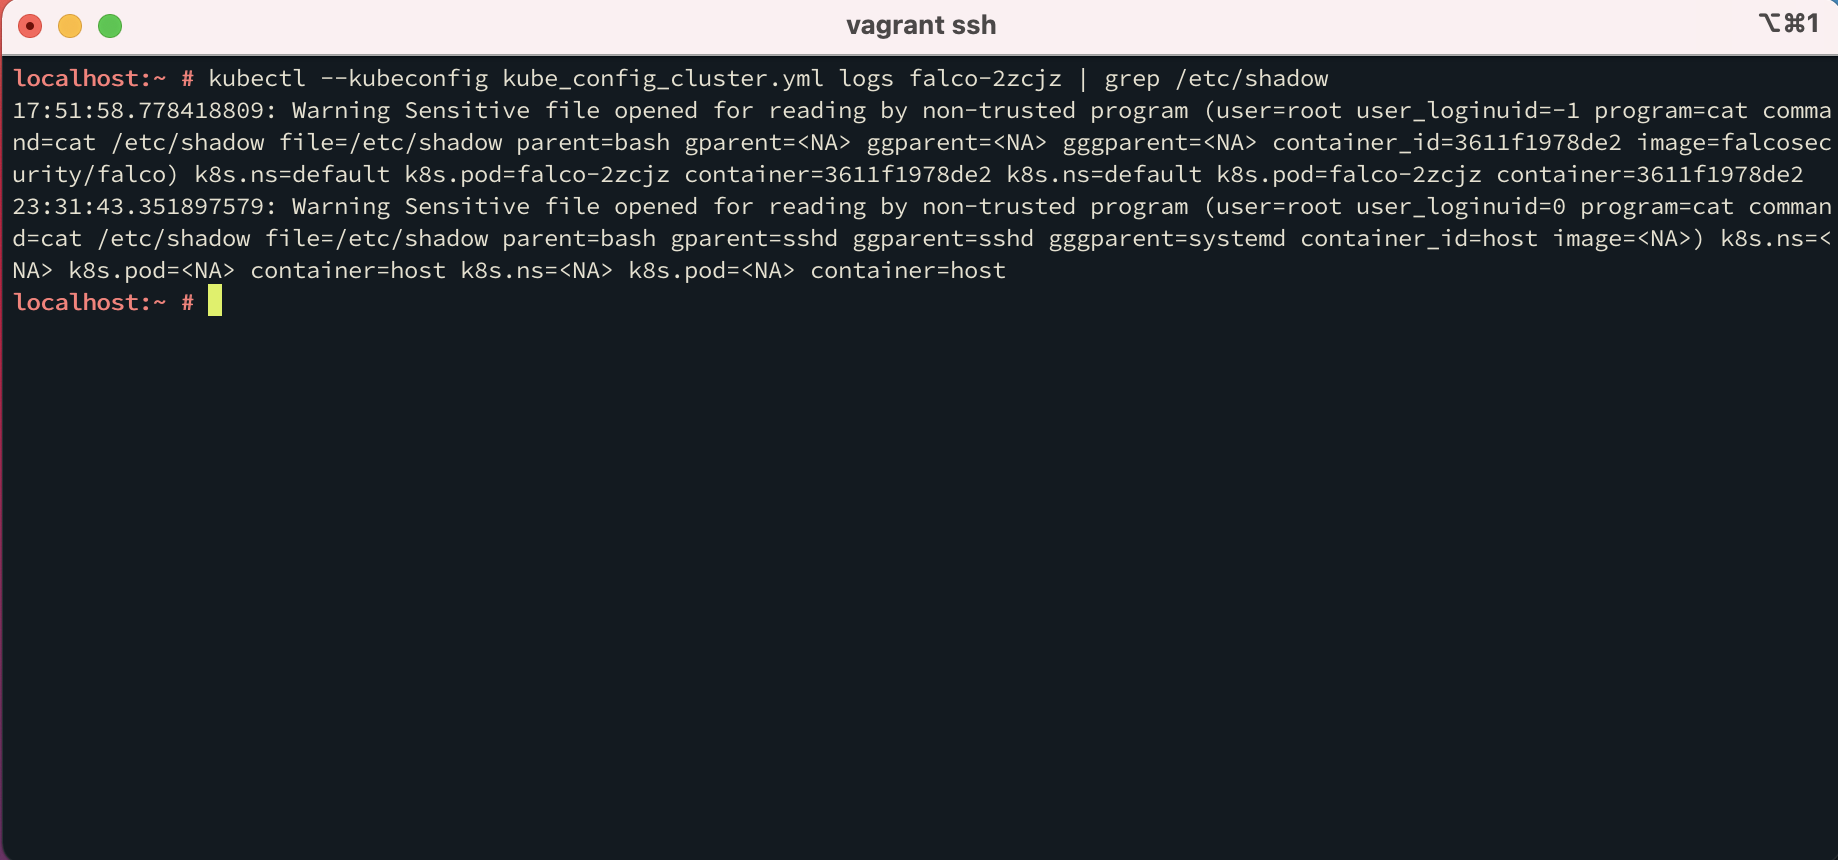 vagrant ssh
⌥⌘1
localhost:~ # kubectl --kubeconfig kube_config_cluster.yml logs falco-2zcjz | grep /etc/shadow
17:51:58.778418809: Warning Sensitive file opened for reading by non-trusted program (user=root user_loginuid=-1 program=cat comma
nd=cat /etc/shadow file=/etc/shadow parent=bash gparent=<NA> ggparent=<NA> gggparent=<NA> container_id=3611f1978de2 image=falcosec
urity/falco) k8s.ns=default k8s.pod=falco-2zcjz container=3611f1978de2 k8s.ns=default k8s.pod=falco-2zcjz container=3611f1978de2
23:31:43.351897579: Warning Sensitive file opened for reading by non-trusted program (user=root user_loginuid=0 program=cat comman
d=cat /etc/shadow file=/etc/shadow parent=bash gparent=sshd ggparent=sshd gggparent=systemd container_id=host image=<NA>) k8s.ns=<
NA> k8s.pod=<NA> container=host k8s.ns=<NA> k8s.pod=<NA> container=host
localhost:~ #